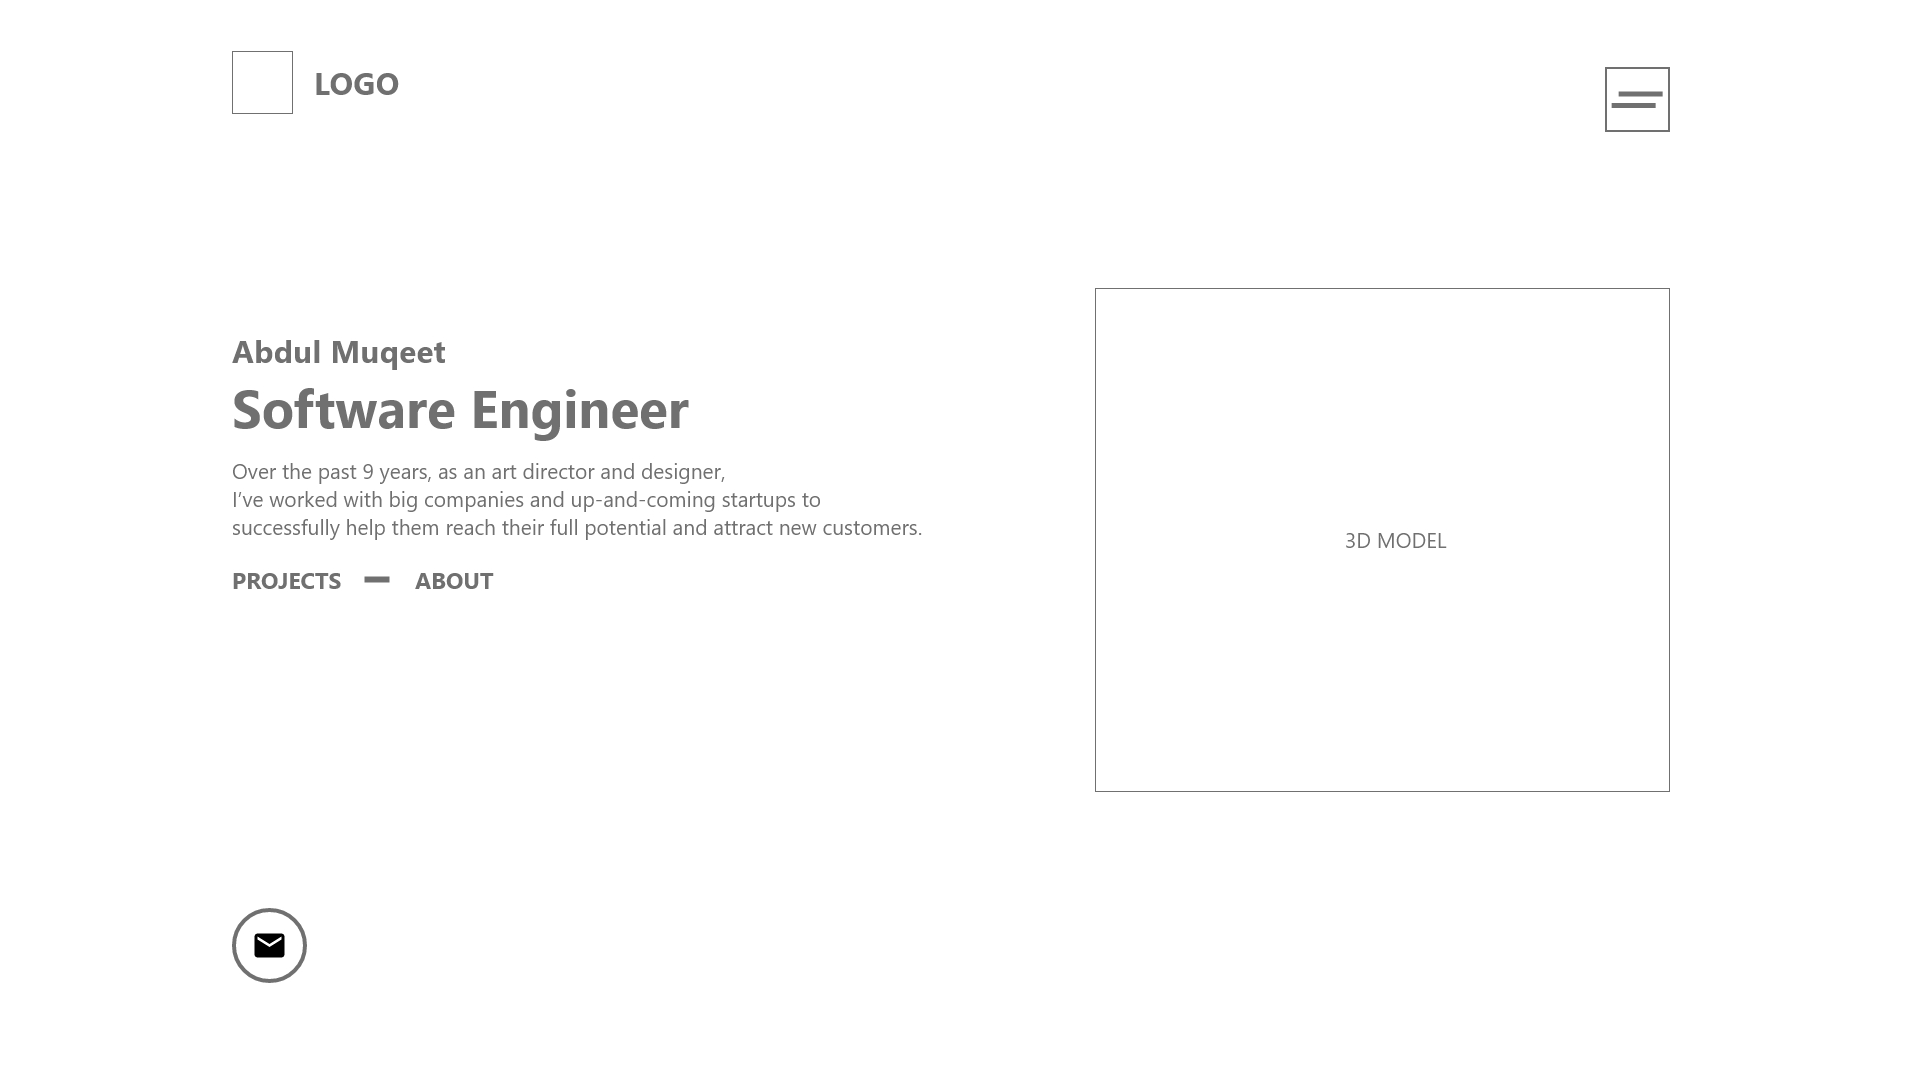 LOGO
Abdul Muqeet
Software Engineer
Over the past 9 years, as an art director and designer,
I’ve worked with big companies and up-and-coming startups to
successfully help them reach their full potential and attract new customers.
PROJECTS — ABOUT
3D MODEL